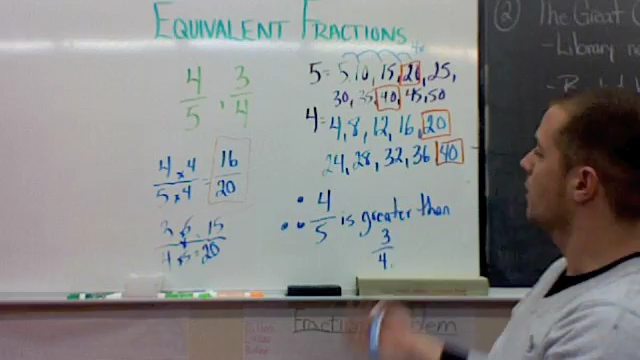 EQUIVALENT FRACTIONS
4/5, 3/4
4 x 4 / 5 x 4 = 16/20
3 x 5 = 15
4 x 5 = 20
5 = 5, 10, 15, 20, 25,
30, 35, 40, 45, 50
4 = 4, 8, 12, 16, 20
24, 28, 32, 36 40
∴ 4/5 is greater than
3/4.
② The Great
- Library